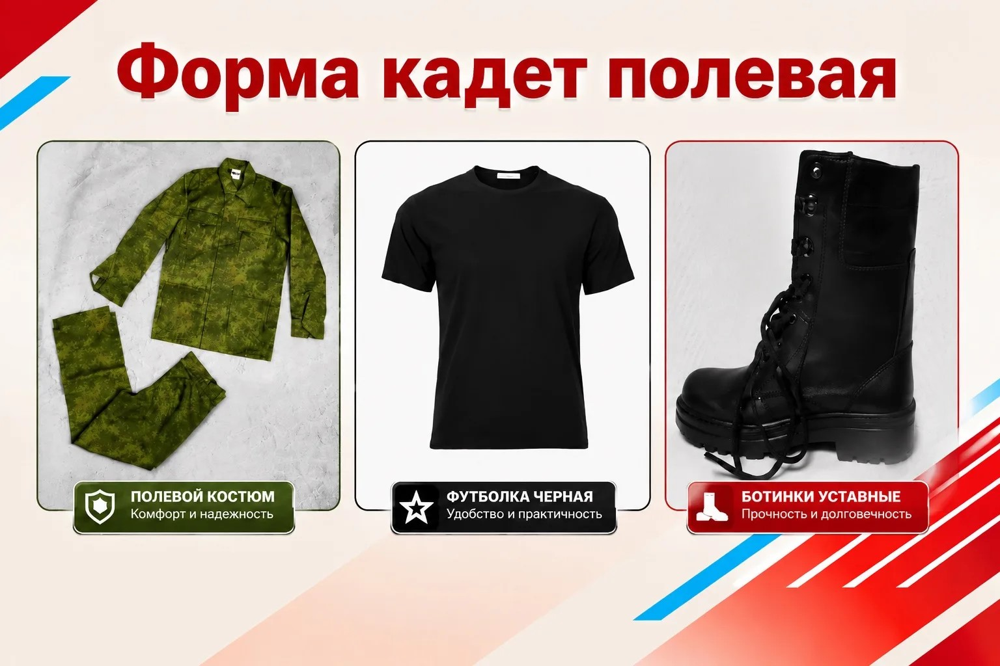 Форма кадет полевая
ПОЛЕВОЙ КОСТЮМ
Комфорт и надежность
ФУТБОЛКА ЧЕРНАЯ
Удобство и практичность
БОТИНКИ УСТАВНЫЕ
Прочность и долговечность